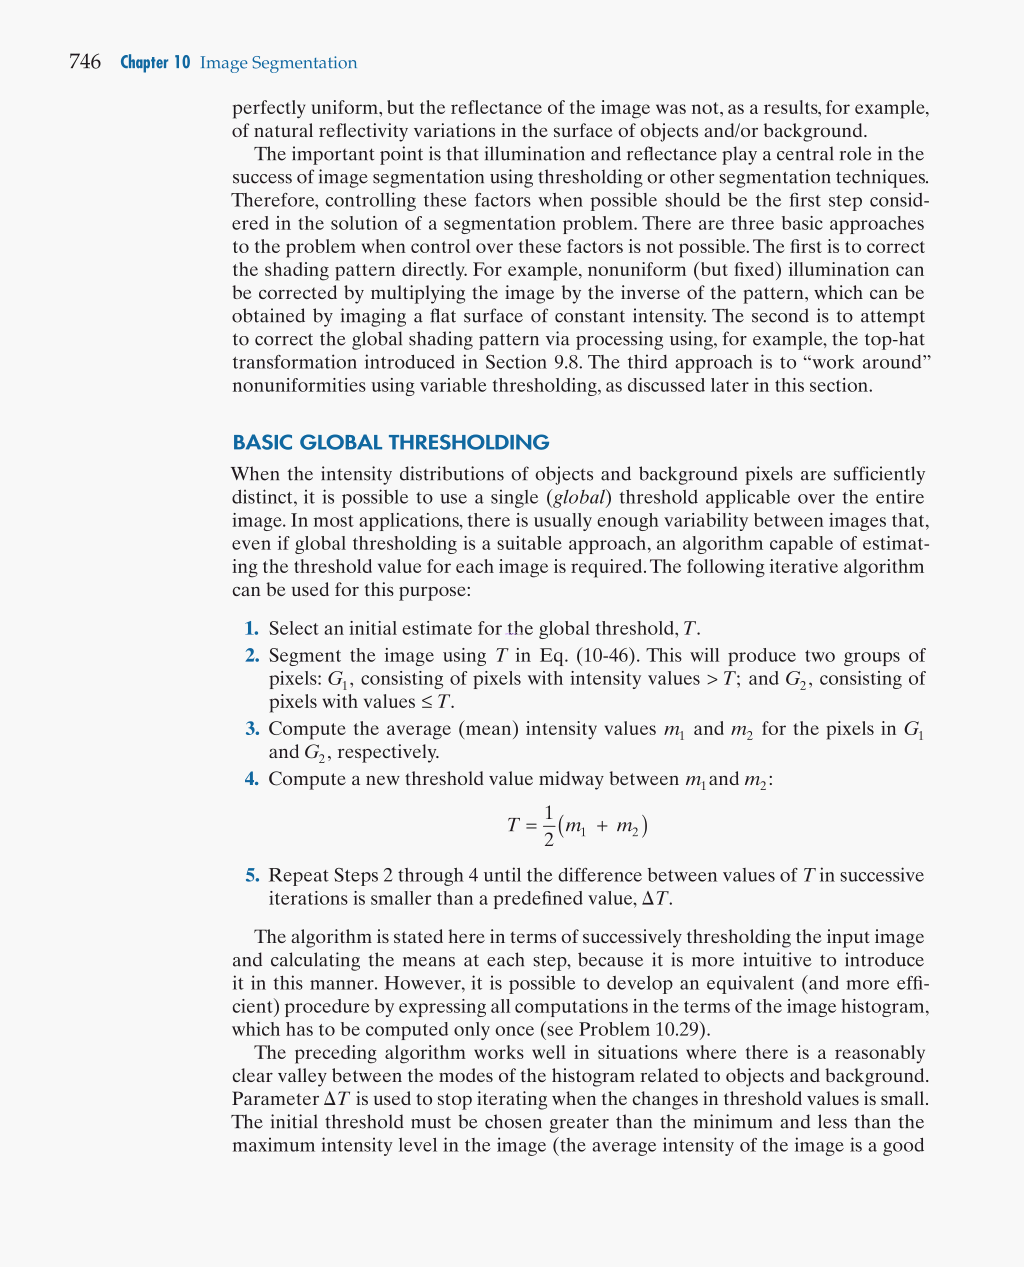 746 Chapter 10 Image Segmentation
perfectly uniform, but the reflectance of the image was not, as a results, for example,
of natural reflectivity variations in the surface of objects and/or background.
The important point is that illumination and reflectance play a central role in the
success of image segmentation using thresholding or other segmentation techniques.
Therefore, controlling these factors when possible should be the first step consid-
ered in the solution of a segmentation problem. There are three basic approaches
to the problem when control over these factors is not possible. The first is to correct
the shading pattern directly. For example, nonuniform (but fixed) illumination can
be corrected by multiplying the image by the inverse of the pattern, which can be
obtained by imaging a flat surface of constant intensity. The second is to attempt
to correct the global shading pattern via processing using, for example, the top-hat
transformation introduced in Section 9.8. The third approach is to “work around”
nonuniformities using variable thresholding, as discussed later in this section.
BASIC GLOBAL THRESHOLDING
When the intensity distributions of objects and background pixels are sufficiently
distinct, it is possible to use a single (global) threshold applicable over the entire
image. In most applications, there is usually enough variability between images that,
even if global thresholding is a suitable approach, an algorithm capable of estimat-
ing the threshold value for each image is required. The following iterative algorithm
can be used for this purpose:
1. Select an initial estimate for the global threshold, T.
2. Segment the image using T in Eq. (10-46). This will produce two groups of
pixels: G₁, consisting of pixels with intensity values > T; and G₂, consisting of
pixels with values ≤ T.
3. Compute the average (mean) intensity values m₁ and m₂ for the pixels in G₁
and G₂, respectively.
4. Compute a new threshold value midway between m₁and m₂:
T = 1/2 (m₁ + m₂)
5. Repeat Steps 2 through 4 until the difference between values of T in successive
iterations is smaller than a predefined value, ΔT.
The algorithm is stated here in terms of successively thresholding the input image
and calculating the means at each step, because it is more intuitive to introduce
it in this manner. However, it is possible to develop an equivalent (and more effi-
cient) procedure by expressing all computations in the terms of the image histogram,
which has to be computed only once (see Problem 10.29).
The preceding algorithm works well in situations where there is a reasonably
clear valley between the modes of the histogram related to objects and background.
Parameter ΔT is used to stop iterating when the changes in threshold values is small.
The initial threshold must be chosen greater than the minimum and less than the
maximum intensity level in the image (the average intensity of the image is a good